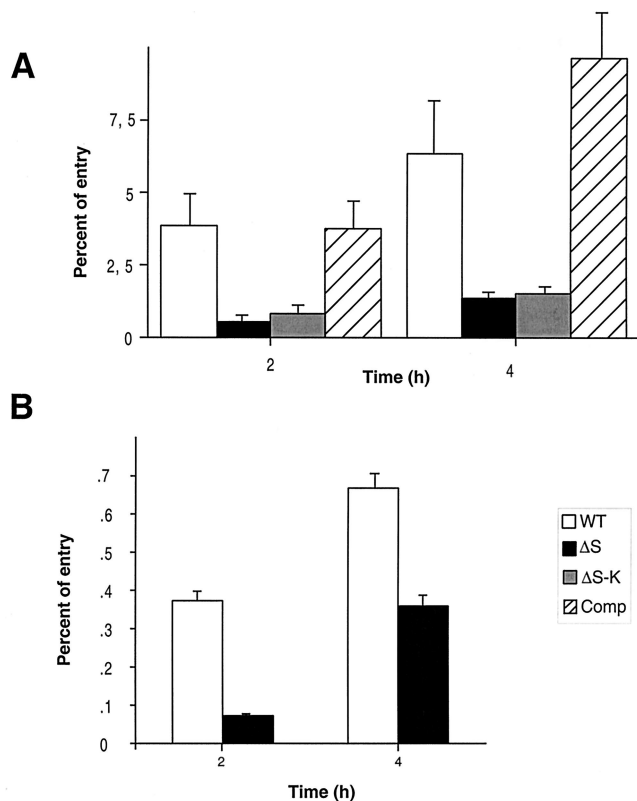 A
Percent of entry
7, 5
5
2, 5
0
2
4
Time (h)
B
Percent of entry
.7
.6
.5
.4
.3
.2
.1
0
2
4
Time (h)
WT
ΔS
ΔS-K
Comp